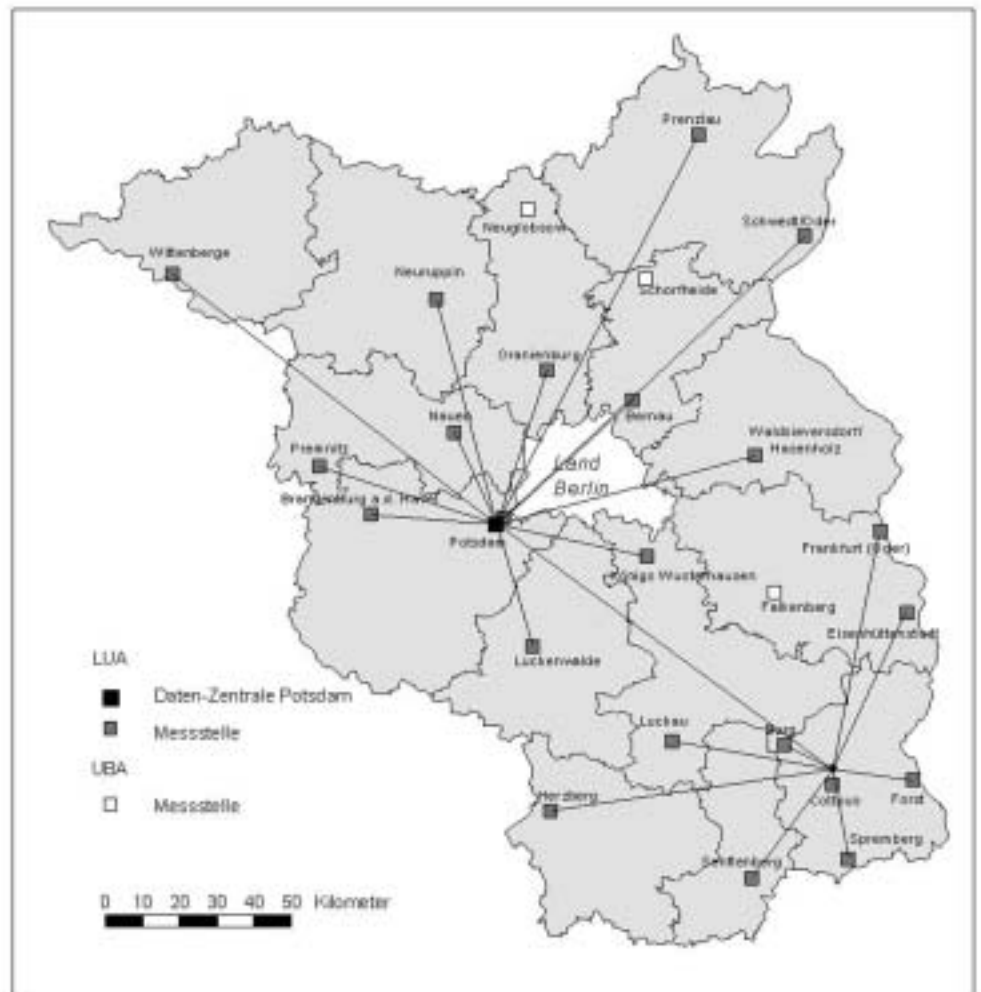 Prenzlau
Schwedt/Oder
Neuglobsow
Wittenberge
Neuruppin
Schorfheide
Oranienburg
Nauen
Bernau
Waldsieversdorf/
Hasenholz
Premnitz
Land
Berlin
Brandenburg a.d. Havel
Potsdam
Frankfurt (Oder)
Königs Wusterhausen
Falkenberg
Eisenhüttenstadt
Luckenwalde
LUA
Daten-Zentrale Potsdam
Messstelle
UBA
Messstelle
Luckau
Burg
Herzberg
Cottbus
Forst
Spremberg
Senftenberg
0 10 20 30 40 50 Kilometer